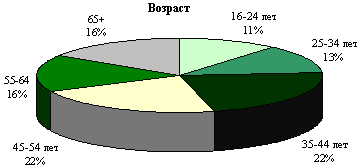 Возраст
16-24 лет
11%
25-34 лет
13%
35-44 лет
22%
45-54 лет
22%
55-64
16%
65+
16%